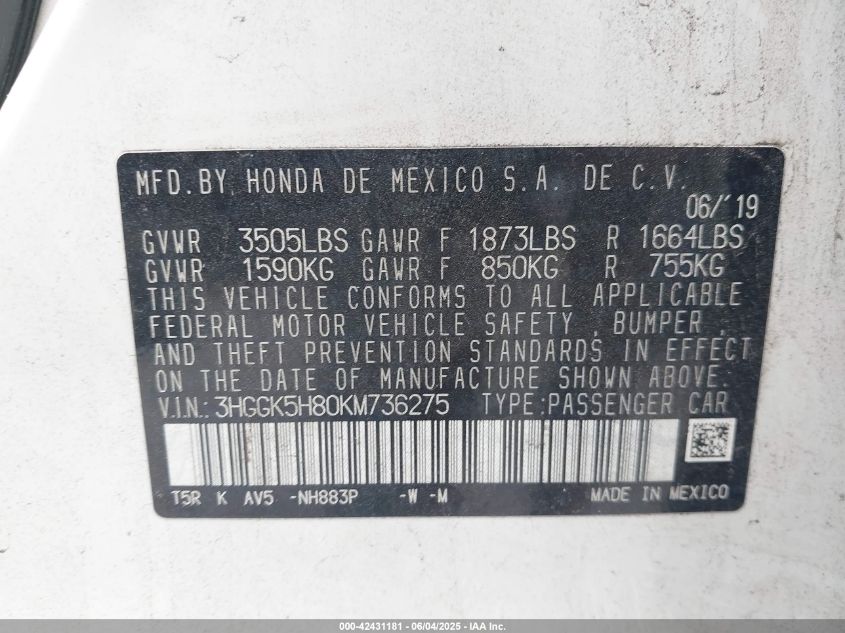 MFD. BY HONDA DE MEXICO S.A. DE C.V.
06/'19
GVWR 3505LBS GAWR F 1873LBS R 1664LBS
GVWR 1590KG GAWR F 850KG R 755KG
THIS VEHICLE CONFORMS TO ALL APPLICABLE
FEDERAL MOTOR VEHICLE SAFETY , BUMPER ,
AND THEFT PREVENTION STANDARDS IN EFFECT
ON THE DATE OF MANUFACTURE SHOWN ABOVE.
V.I.N.: 3HGGK5H80KM736275 TYPE:PASSENGER CAR
T5R K AV5 -NH883P -W -M MADE IN MEXICO
000-42431181 - 06/04/2025 - IAA Inc.